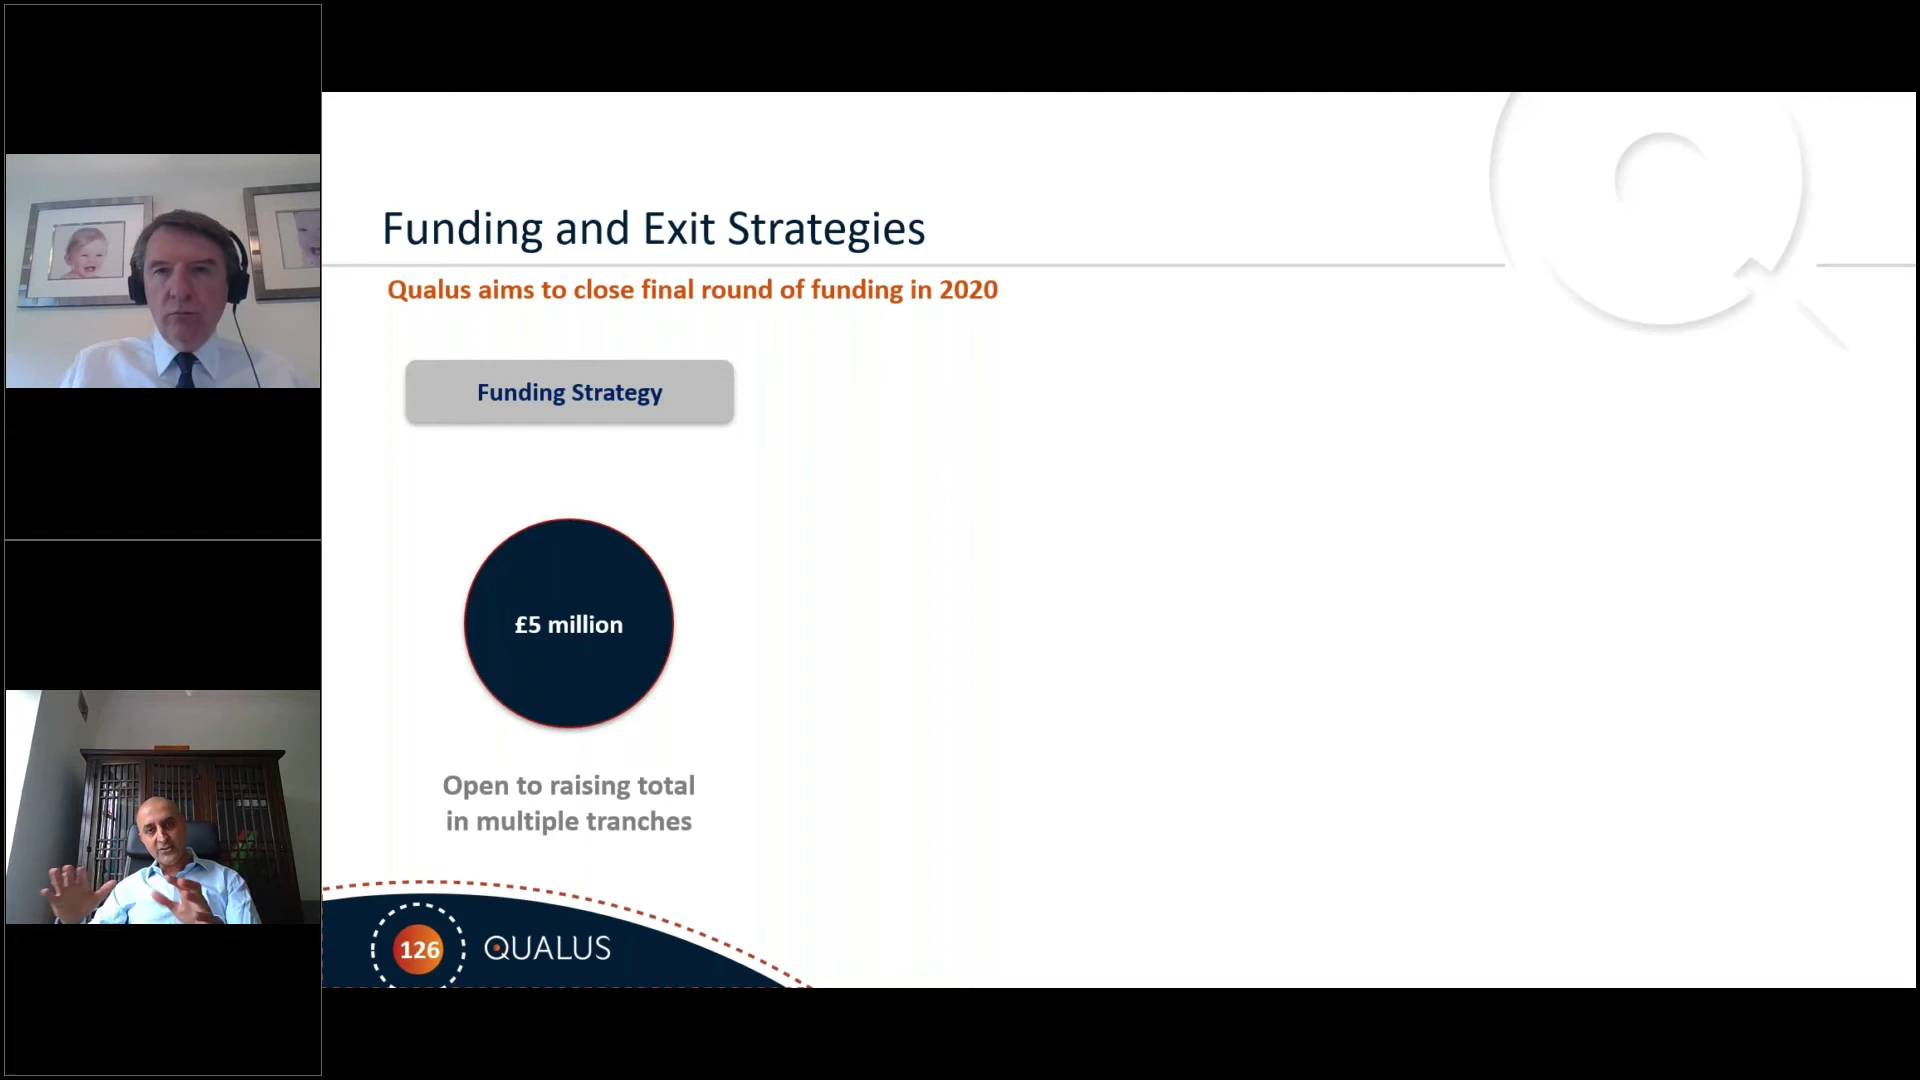 Funding and Exit Strategies
Qualus aims to close final round of funding in 2020
Funding Strategy
£5 million
Open to raising total
in multiple tranches
126
QUALUS